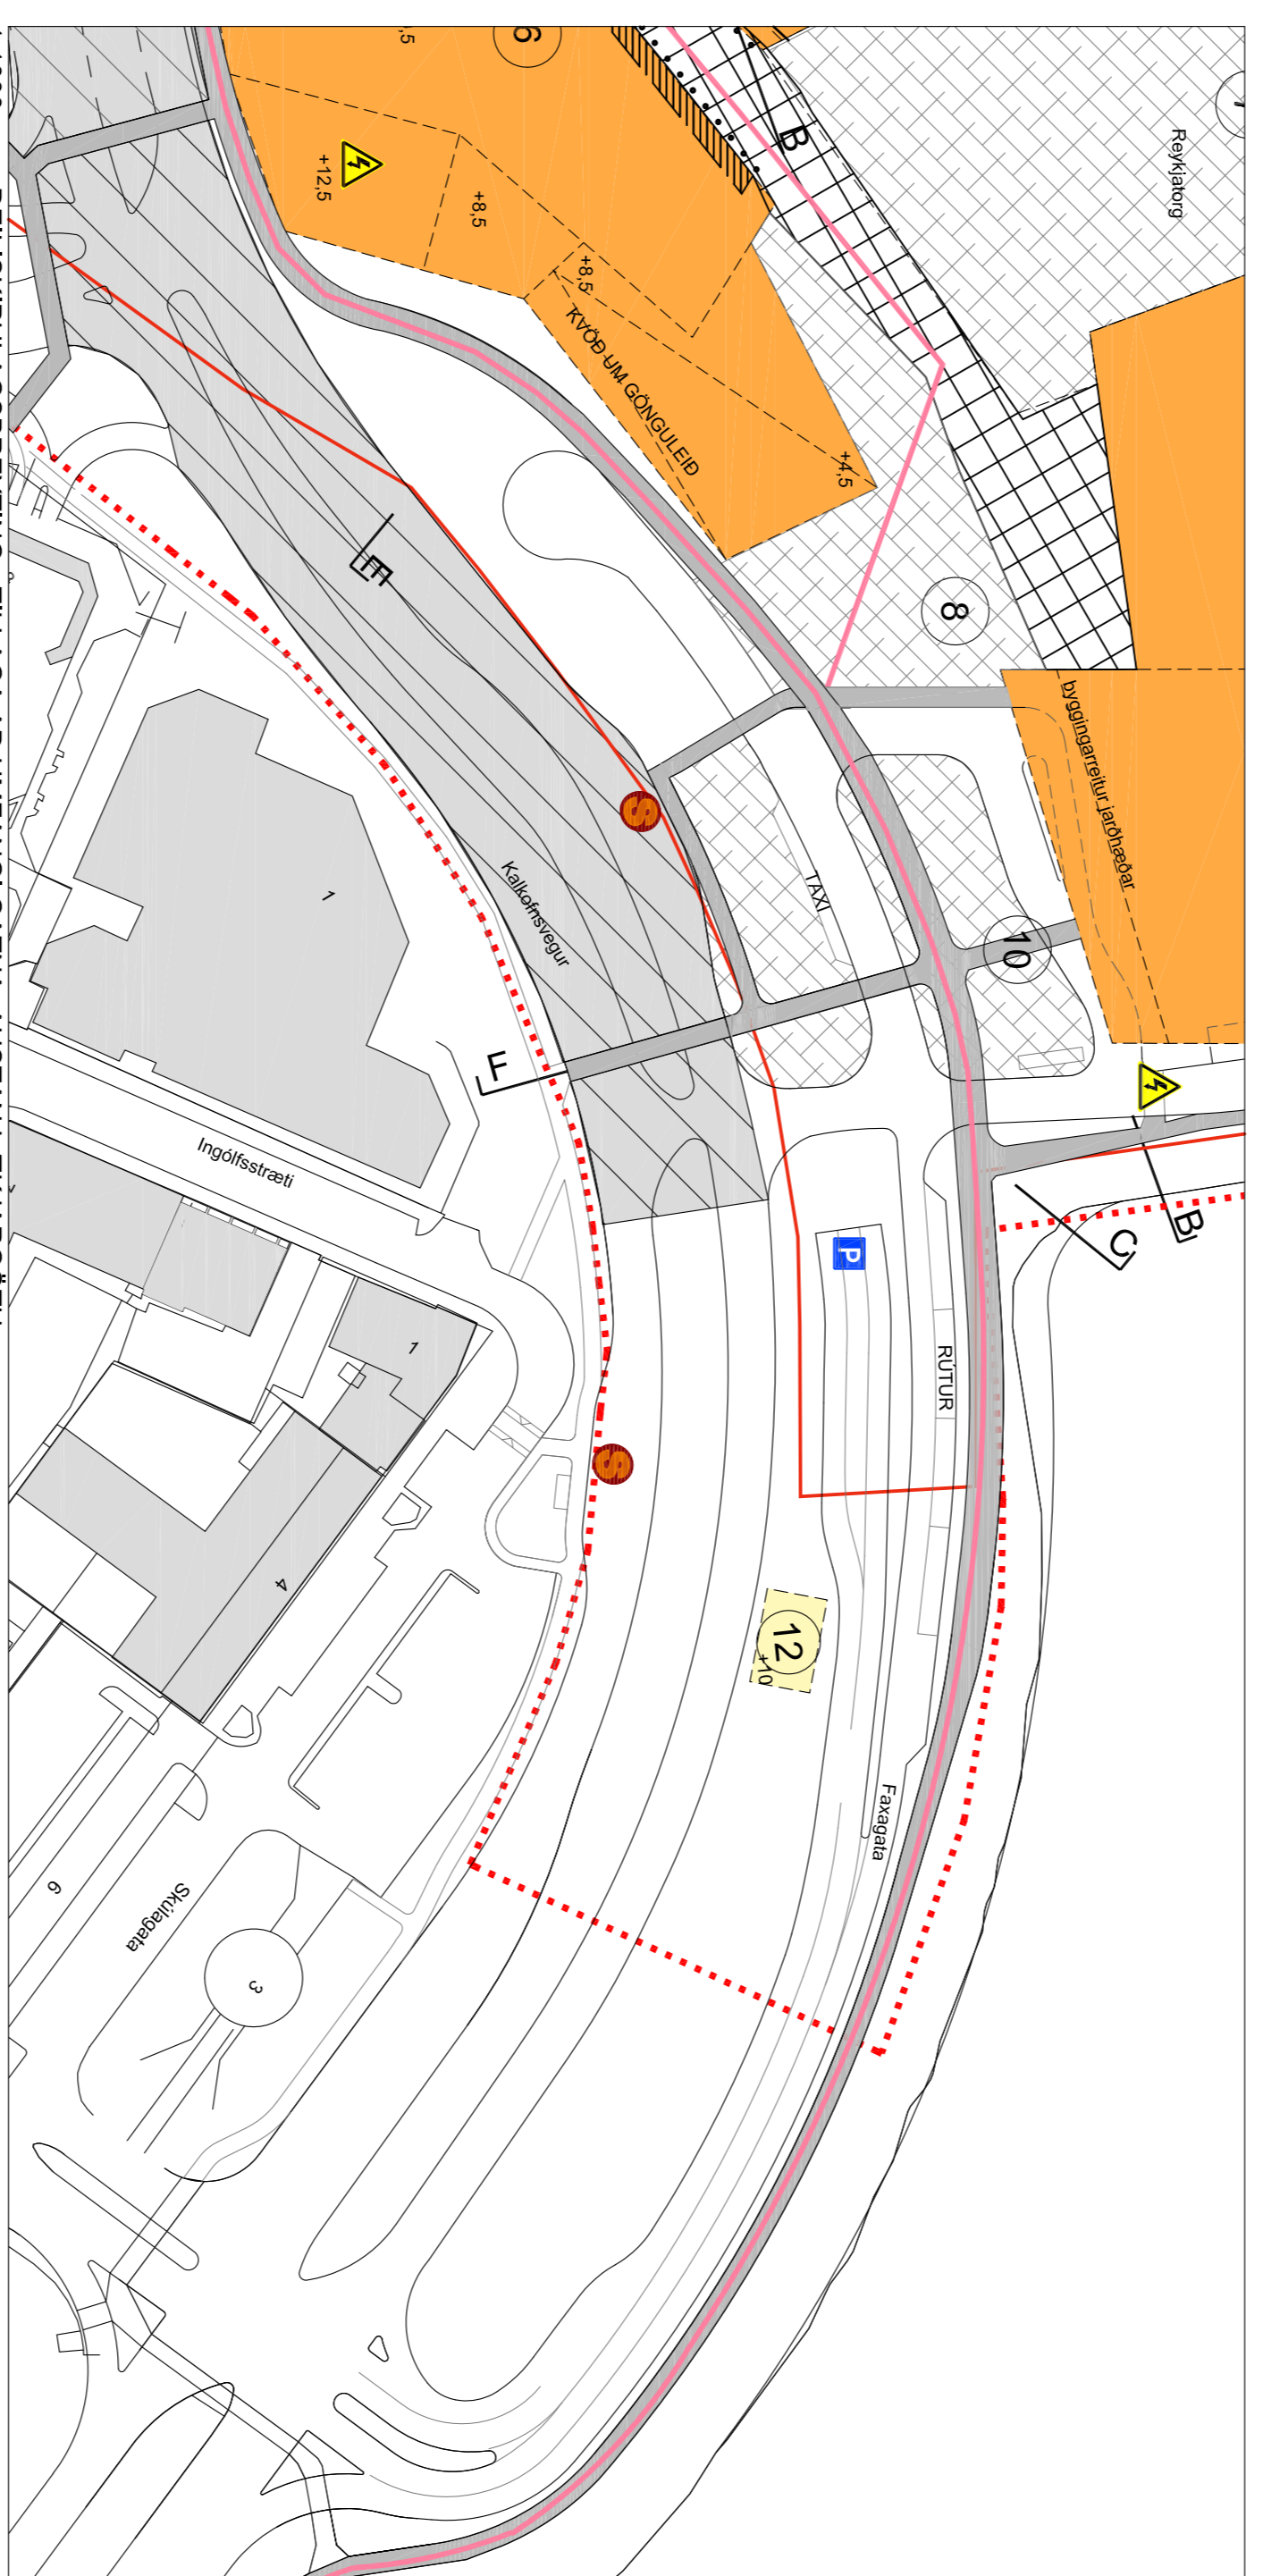 6
B
Reykjatorg
+12,5
+8,5
+8,5
KVÖÐ UM GÖNGULEIÐ
+4,5
E
8
byggingarreitur jarðhæðar
S
1
Kalkofnsvegur
TAXI
10
F
Ingólfsstræti
B
C
P
1
RÚTUR
S
4
12
+10
Faxagata
6
Skúlagata
3